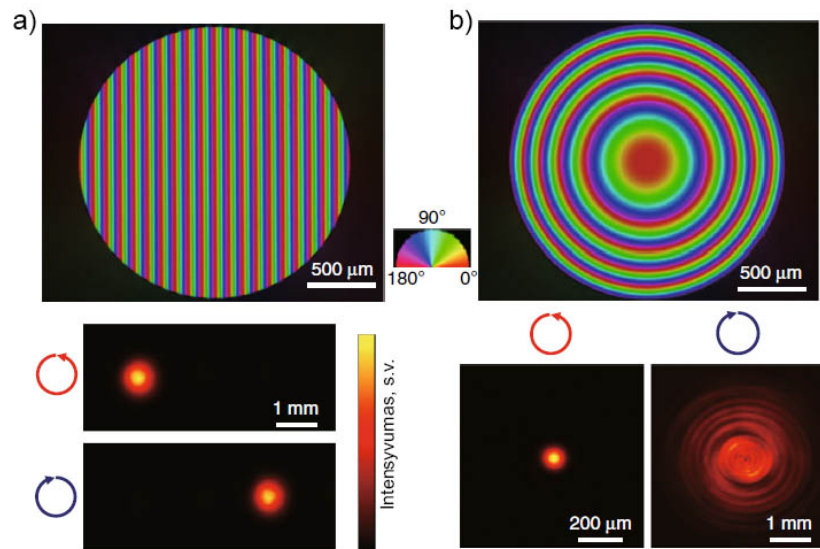 a)
500 μm
90°
180°
0°
b)
500 μm
1 mm
Intensyvumas, s.v.
200 μm
1 mm